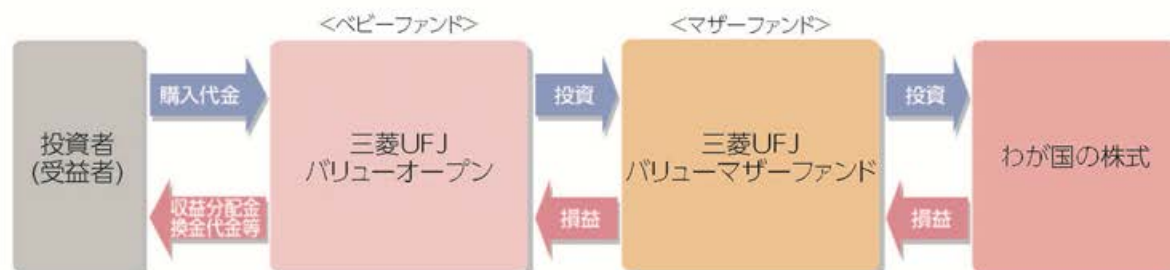 <ベビーファンド>
<マザーファンド>
投資者
(受益者)
購入代金
収益分配金
換金代金等
三菱UFJ
バリューオープン
投資
損益
三菱UFJ
バリューマザーファンド
投資
損益
わが国の株式